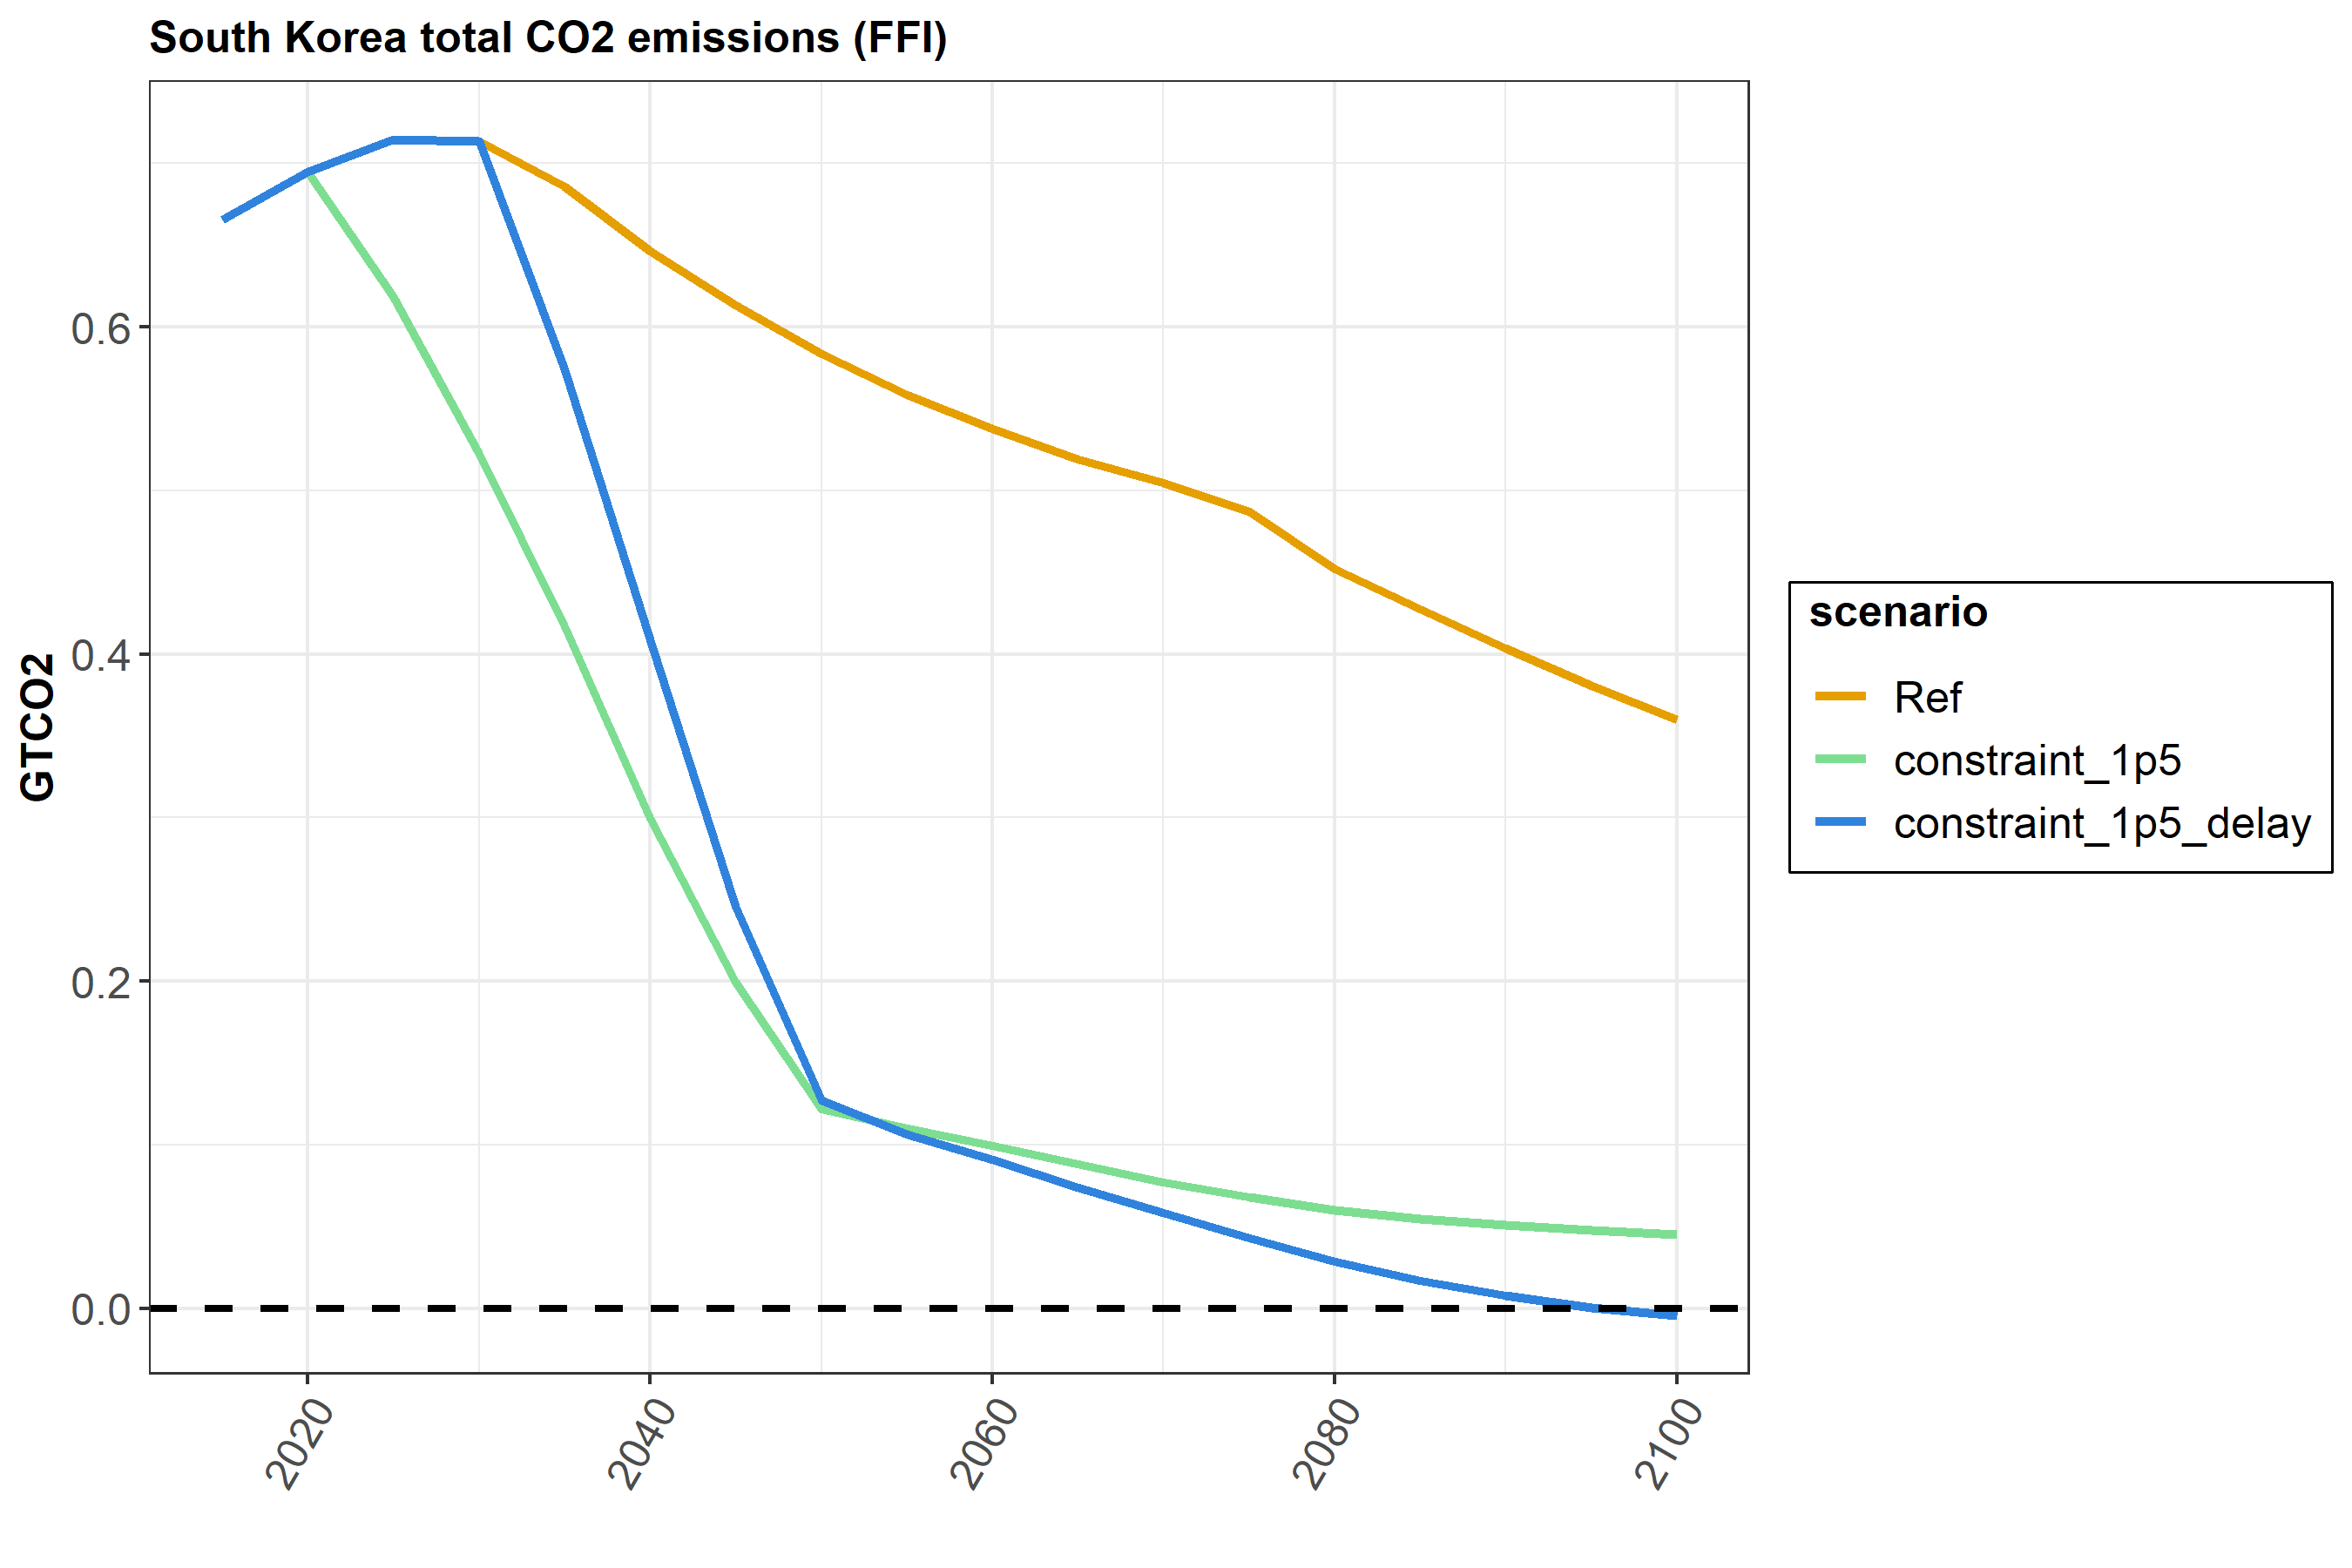 South Korea total CO2 emissions (FFI)
GTCO2
0.6
0.4
0.2
0.0
2020
2040
2060
2080
2100
scenario
Ref
constraint_1p5
constraint_1p5_delay